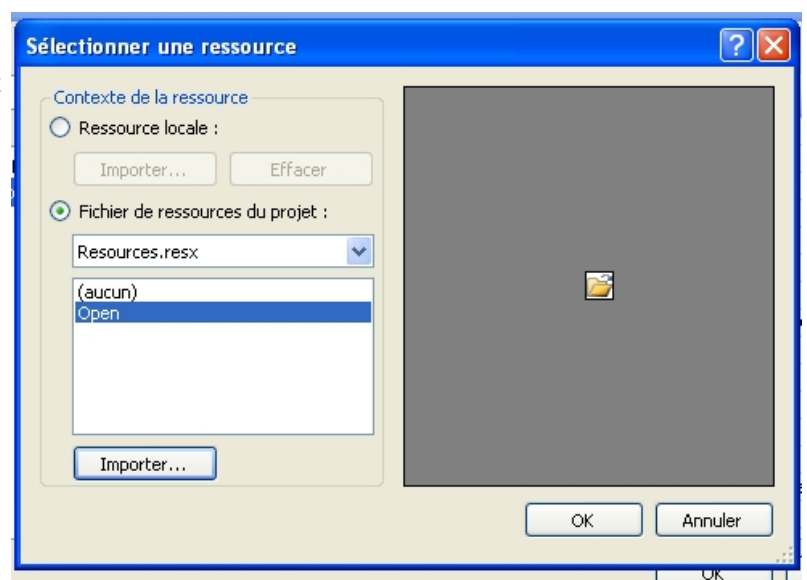 Sélectionner une ressource
Contexte de la ressource
Ressource locale :
Importer... Effacer
Fichier de ressources du projet :
Resources.resx
(aucun)
Open
Importer...
OK Annuler
OK